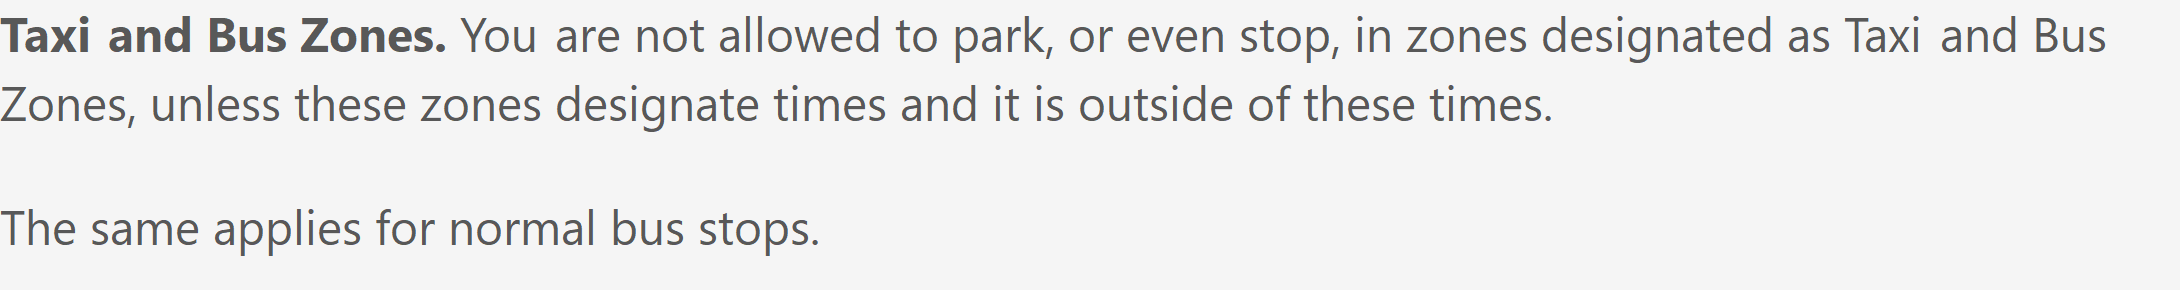 Taxi and Bus Zones. You are not allowed to park, or even stop, in zones designated as Taxi and Bus
Zones, unless these zones designate times and it is outside of these times.
The same applies for normal bus stops.